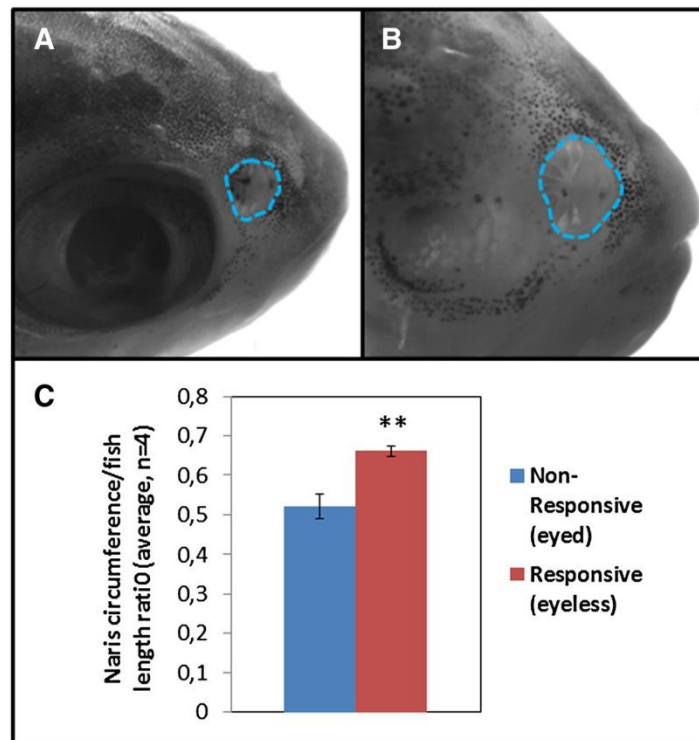 A
B
C
Naris circumference/fish
length rati0 (average, n=4)
0,8
0,7
0,6
0,5
0,4
0,3
0,2
0,1
0
**
Non-
Responsive
(eyed)
Responsive
(eyeless)